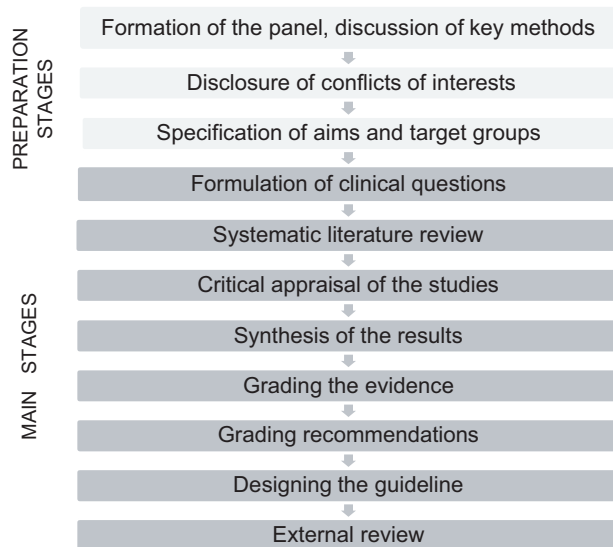 PREPARATION
STAGES
Formation of the panel, discussion of key methods
Disclosure of conflicts of interests
Specification of aims and target groups
MAIN STAGES
Formulation of clinical questions
Systematic literature review
Critical appraisal of the studies
Synthesis of the results
Grading the evidence
Grading recommendations
Designing the guideline
External review